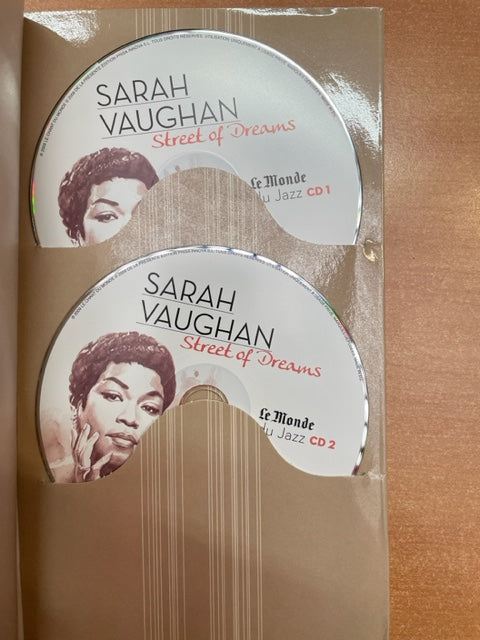 SARAH
VAUGHAN
Street of Dreams
Le Monde
du Jazz CD 1
SARAH
VAUGHAN
Street of Dreams
Le Monde
du Jazz CD 2